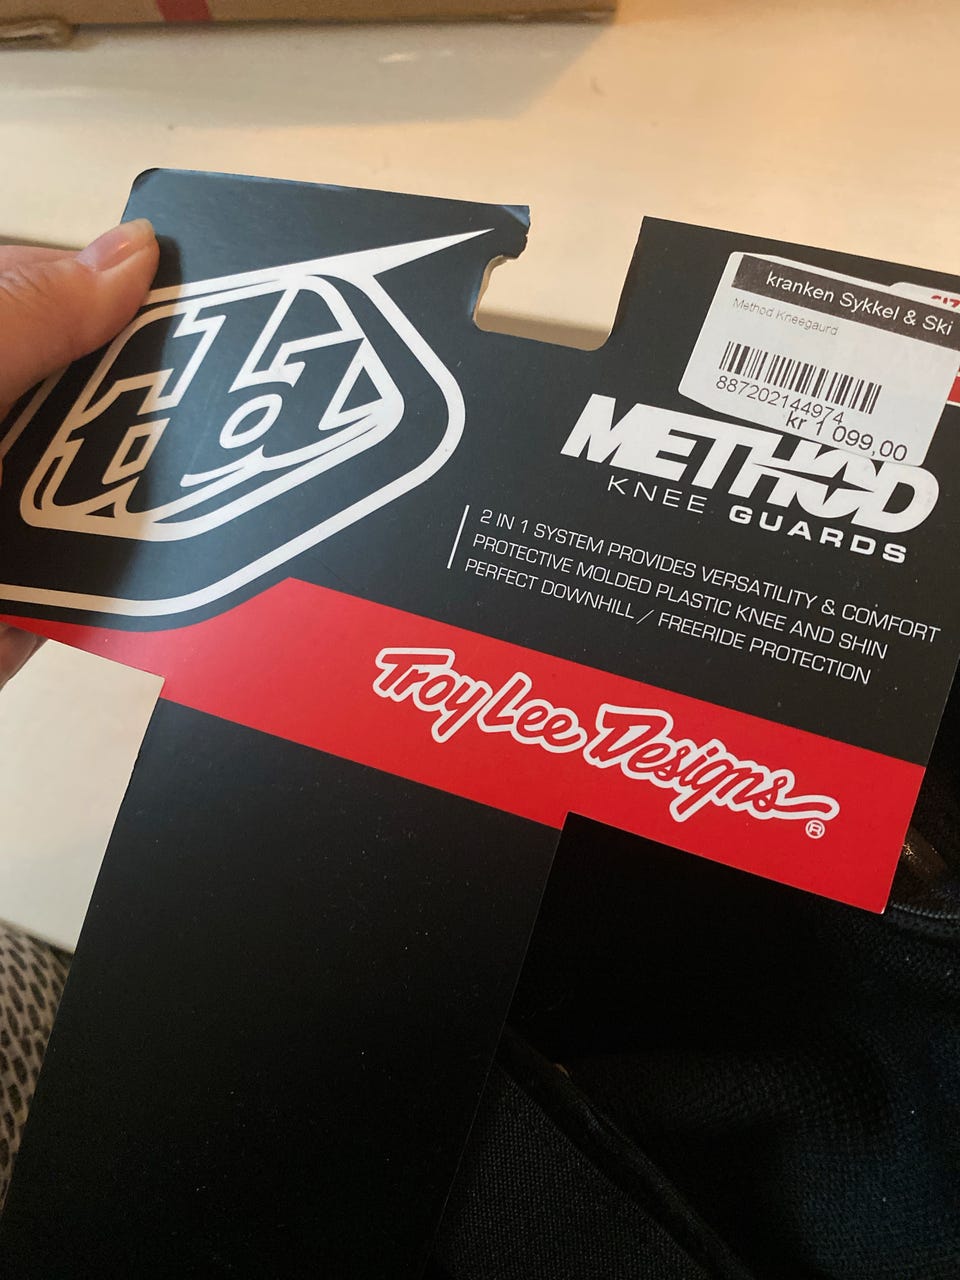 TLD
kranken Sykkel & Ski
Method Kneegaurd
887202144974
kr 1 099,00
METHOD
KNEE GUARDS
2 IN 1 SYSTEM PROVIDES VERSATILITY & COMFORT
PROTECTIVE MOLDED PLASTIC KNEE AND SHIN
PERFECT DOWNHILL / FREERIDE PROTECTION
Troy Lee Designs ®